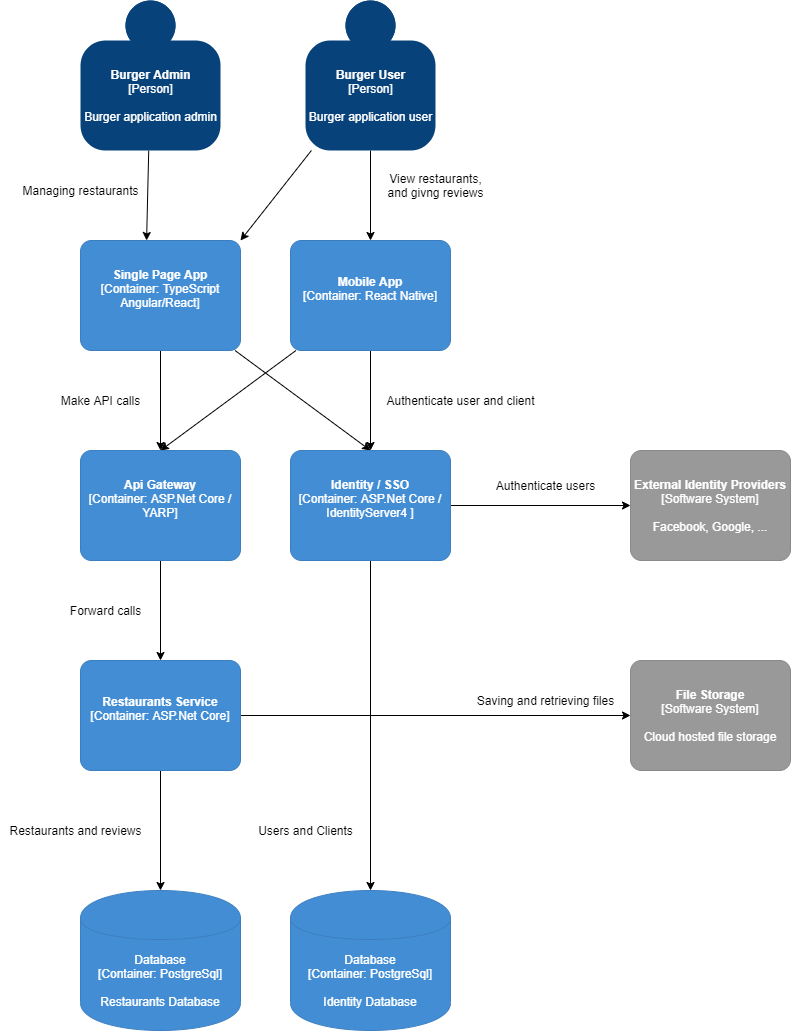 Burger Admin
[Person]
Burger application admin
Burger User
[Person]
Burger application user
Managing restaurants
View restaurants,
and givng reviews
Single Page App
[Container: TypeScript
Angular/React]
Mobile App
[Container: React Native]
Make API calls
Authenticate user and client
Api Gateway
[Container: ASP.Net Core /
YARP]
Identity / SSO
[Container: ASP.Net Core /
IdentityServer4 ]
Authenticate users
External Identity Providers
[Software System]
Facebook, Google, ...
Forward calls
Restaurants Service
[Container: ASP.Net Core]
Saving and retrieving files
File Storage
[Software System]
Cloud hosted file storage
Restaurants and reviews
Users and Clients
Database
[Container: PostgreSql]
Restaurants Database
Database
[Container: PostgreSql]
Identity Database